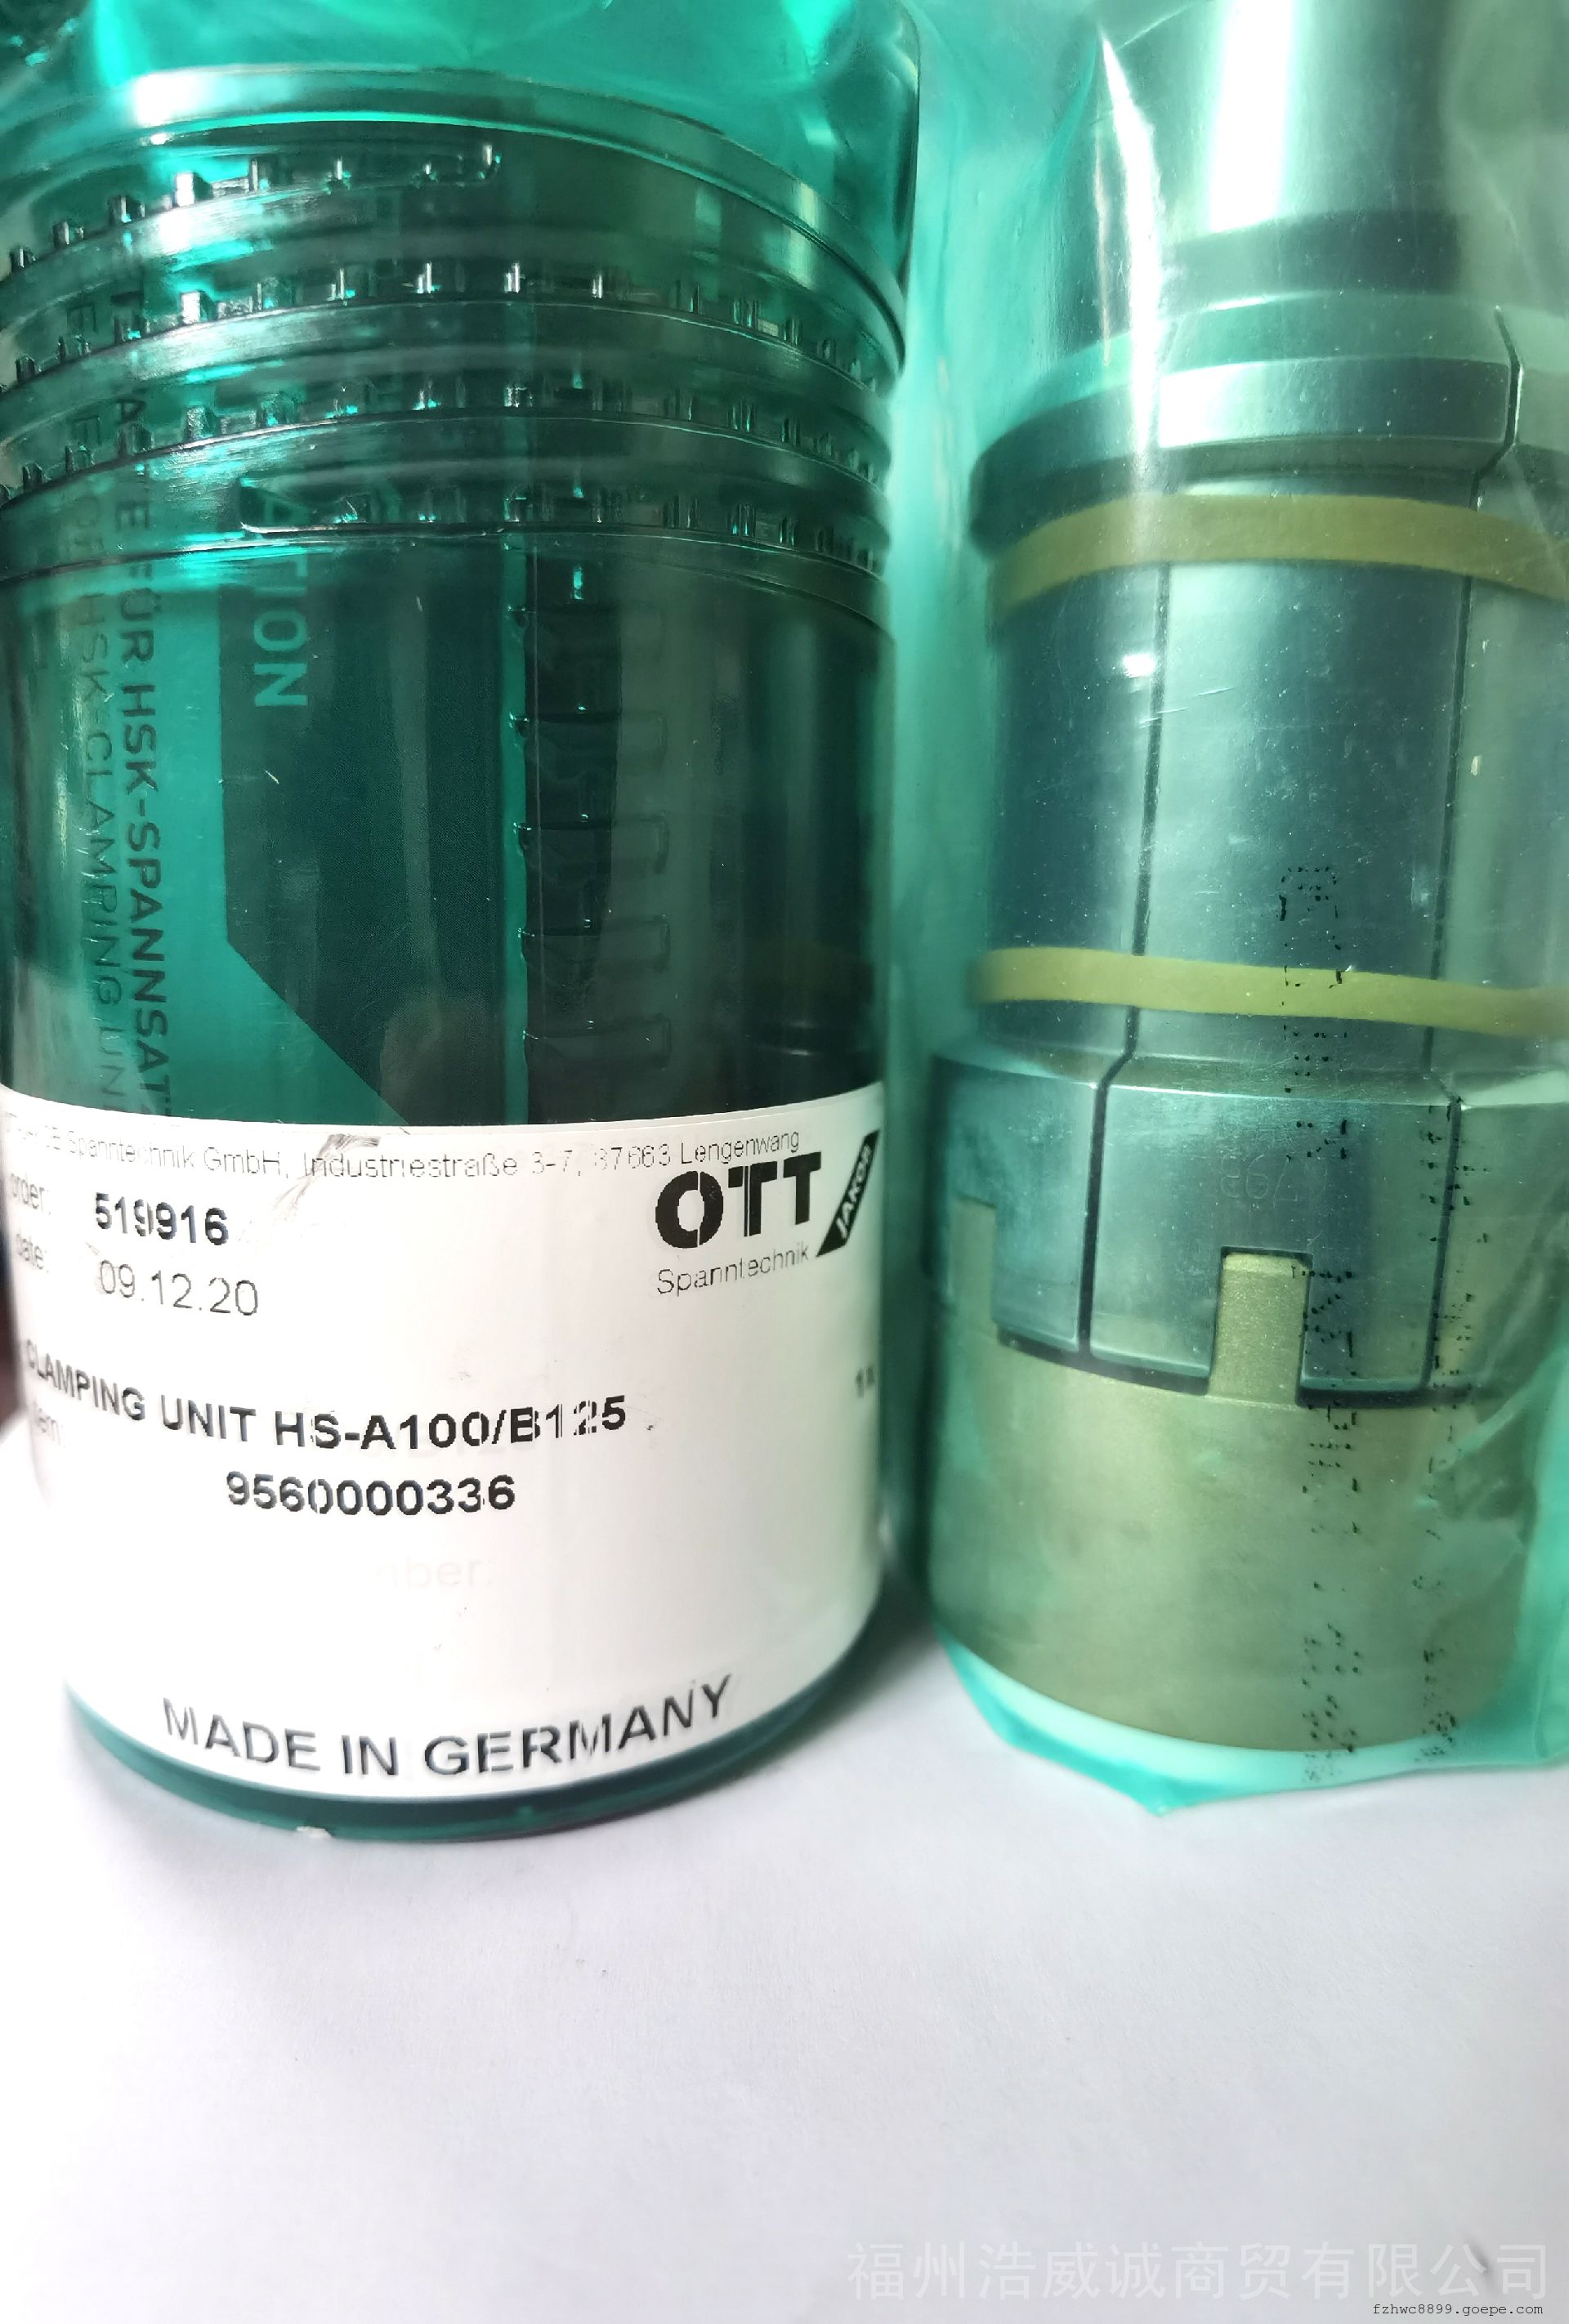 ATION
FÜR HSK-SPANNSAT
HSK-CLAMPING UN
Spanntechnik GmbH, Industriestraße 3-7, 87663 Lengenwang
order: 519916
date: 09.12.20
OTT
JAKOB
Spanntechnik
CLAMPING UNIT HS-A100/B125
9560000336
MADE IN GERMANY
福州浩威诚商贸有限公司
fzhwc8899.goepe.com